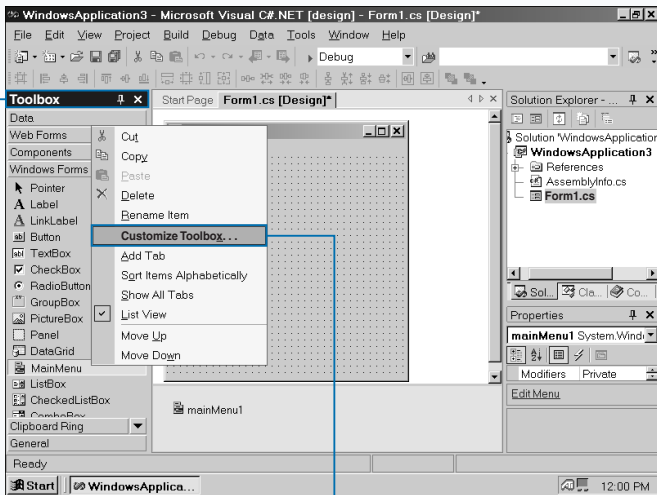 WindowsApplication3 - Microsoft Visual C#.NET [design] - Form1.cs [Design]*
File Edit View Project Build Debug Data Tools Window Help
Debug
Toolbox
Start Page Form1.cs [Design]*
Solution Explorer - ...
Data
Web Forms
Components
Windows Forms
Pointer
A Label
A LinkLabel
ab Button
abl TextBox
CheckBox
RadioButton
GroupBox
PictureBox
Panel
DataGrid
MainMenu
ListBox
CheckedListBox
ComboBox
Clipboard Ring
General
Cut
Copy
Paste
Delete
Rename Item
Customize Toolbox. . .
Add Tab
Sort Items Alphabetically
Show All Tabs
List View
Move Up
Move Down
mainMenu1
Solution 'WindowsApplication
WindowsApplication3
References
AssemblyInfo.cs
Form1.cs
Sol... Cla... Co...
Properties
mainMenu1 System.Wind
Modifiers Private
Edit Menu
Ready
Start WindowsApplica...
12:00 PM